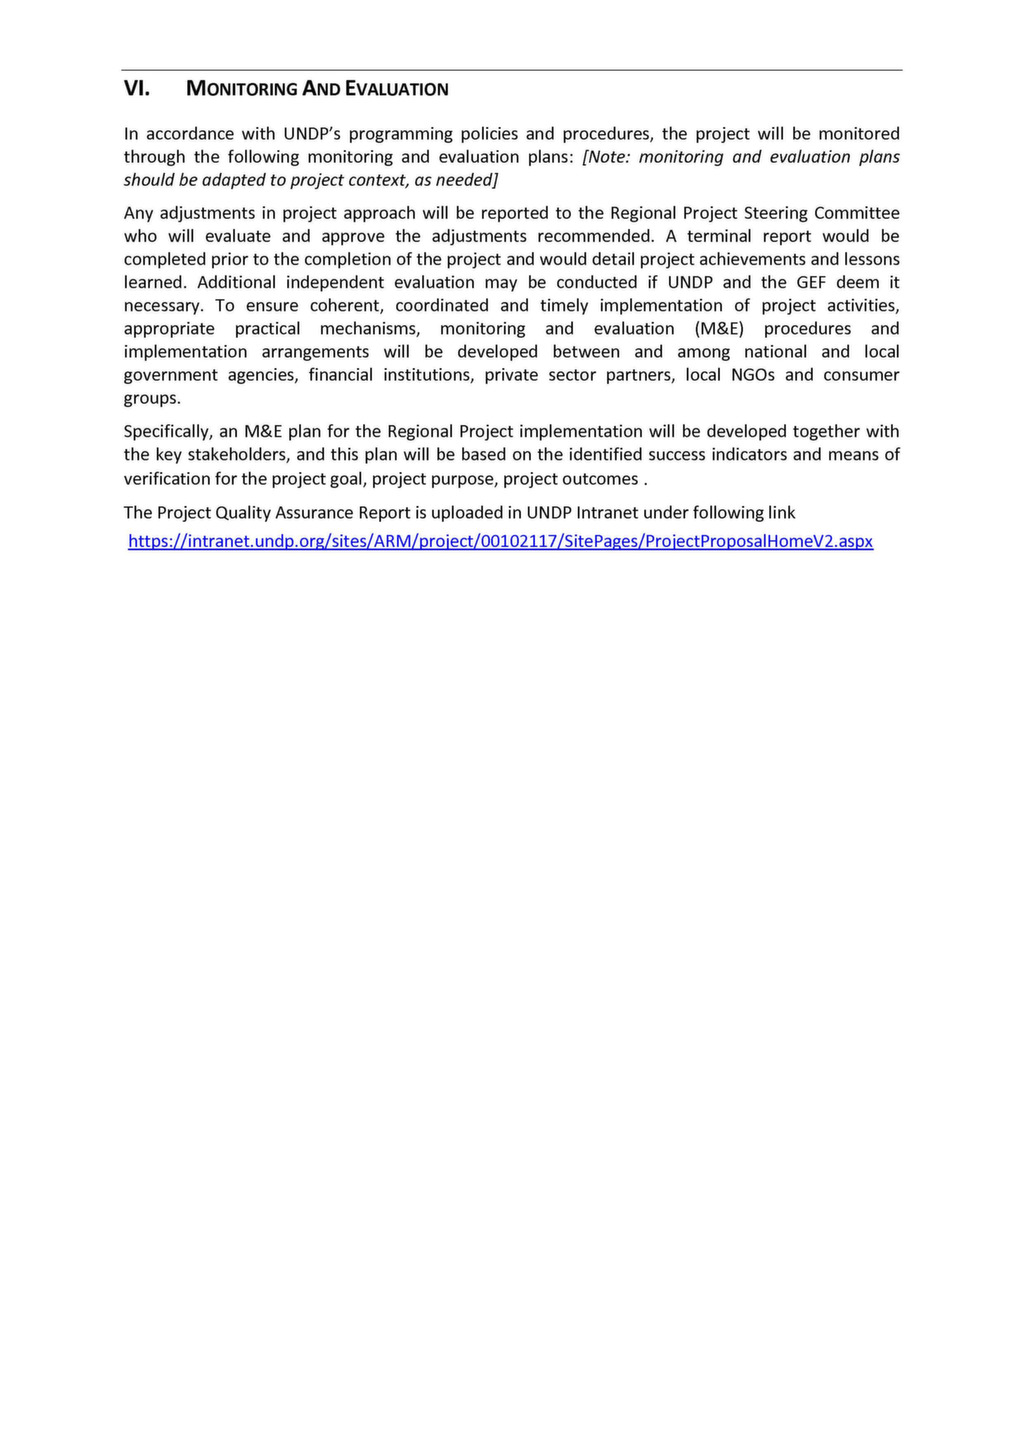 VI. MONITORING AND EVALUATION
In accordance with UNDP’s programming policies and procedures, the project will be monitored
through the following monitoring and evaluation plans: [Note: monitoring and evaluation plans
should be adapted to project context, as needed]
Any adjustments in project approach will be reported to the Regional Project Steering Committee
who will evaluate and approve the adjustments recommended. A terminal report would be
completed prior to the completion of the project and would detail project achievements and lessons
learned. Additional independent evaluation may be conducted if UNDP and the GEF deem it
necessary. To ensure coherent, coordinated and timely implementation of project activities,
appropriate practical mechanisms, monitoring and evaluation (M&E) procedures and
implementation arrangements will be developed between and among national and local
government agencies, financial institutions, private sector partners, local NGOs and consumer
groups.
Specifically, an M&E plan for the Regional Project implementation will be developed together with
the key stakeholders, and this plan will be based on the identified success indicators and means of
verification for the project goal, project purpose, project outcomes .
The Project Quality Assurance Report is uploaded in UNDP Intranet under following link
https://intranet.undp.org/sites/ARM/project/00102117/SitePages/ProjectProposalHomeV2.aspx